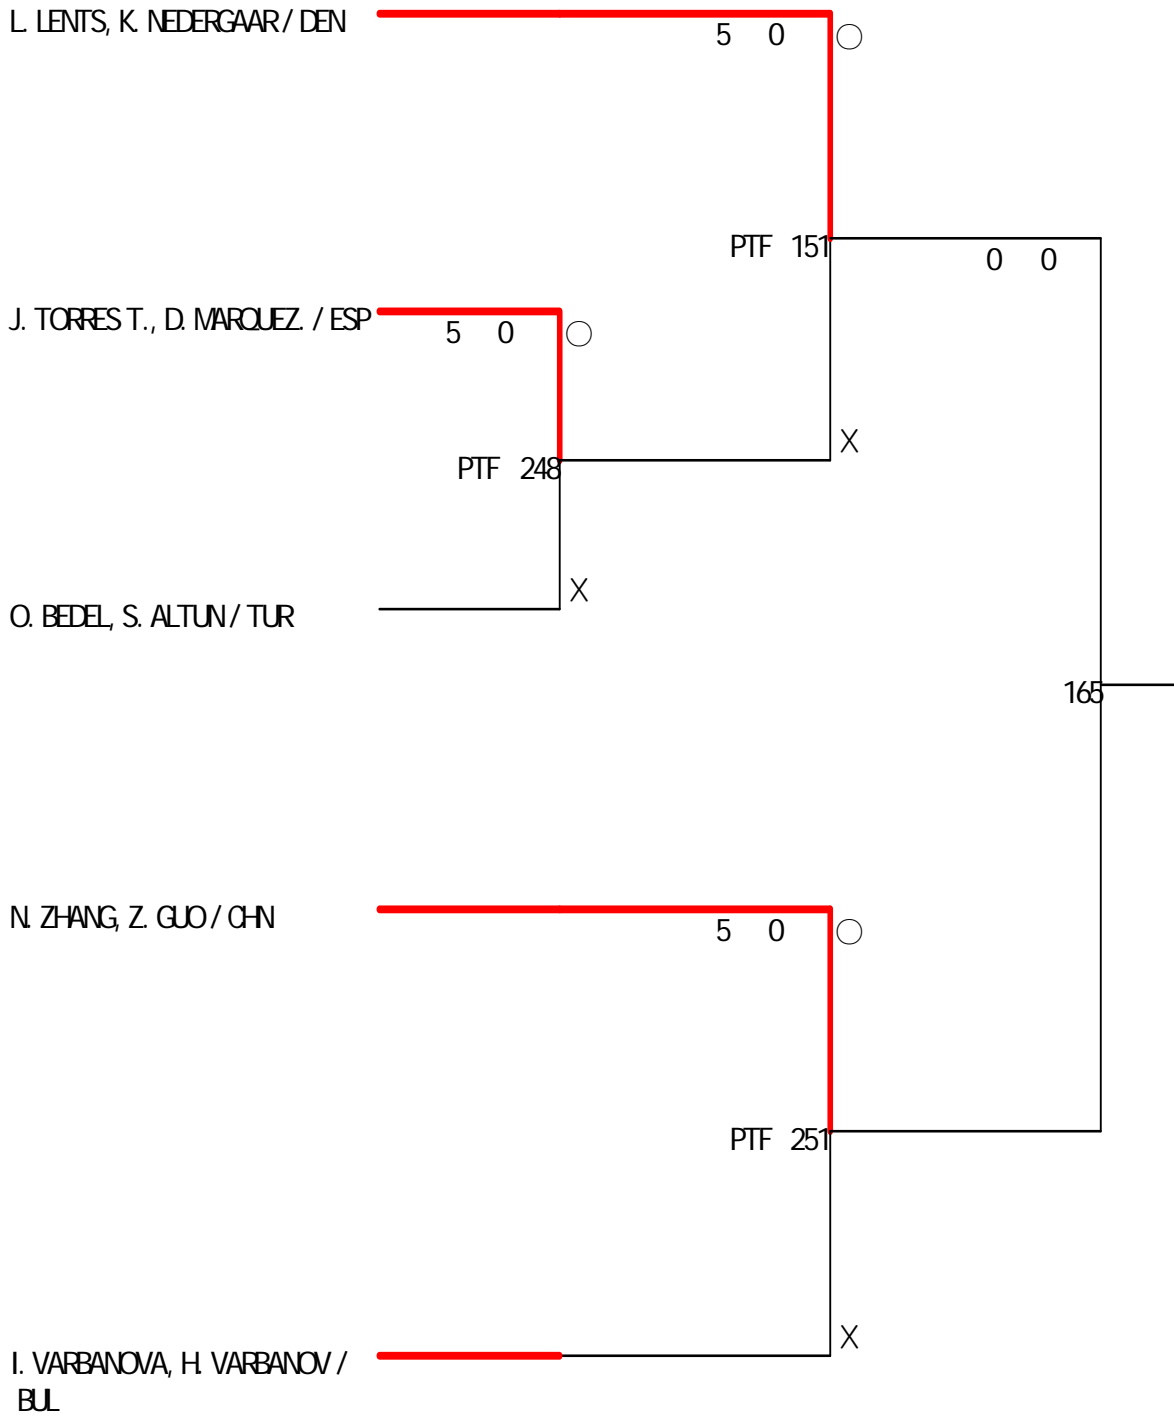 L. LENTS, K. NEDERGAAR / DEN
5 0 ○
PTF 151
0 0
J. TORRES T., D. MARQUEZ. / ESP
5 0 ○
X
PTF 248
X
O. BEDEL, S. ALTUN / TUR
165
N. ZHANG, Z. GUO / CHN
5 0 ○
PTF 251
X
I. VARBANOVA, H. VARBANOV /
BUL